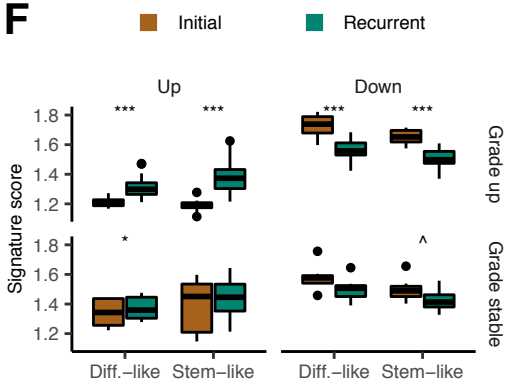 F
Initial Recurrent
Up Down
Signature score
1.8 *** *** *** *** Grade up
1.6
1.4
1.2
1.8 * ^ Grade stable
1.6
1.4
1.2
Diff.-like Stem-like Diff.-like Stem-like